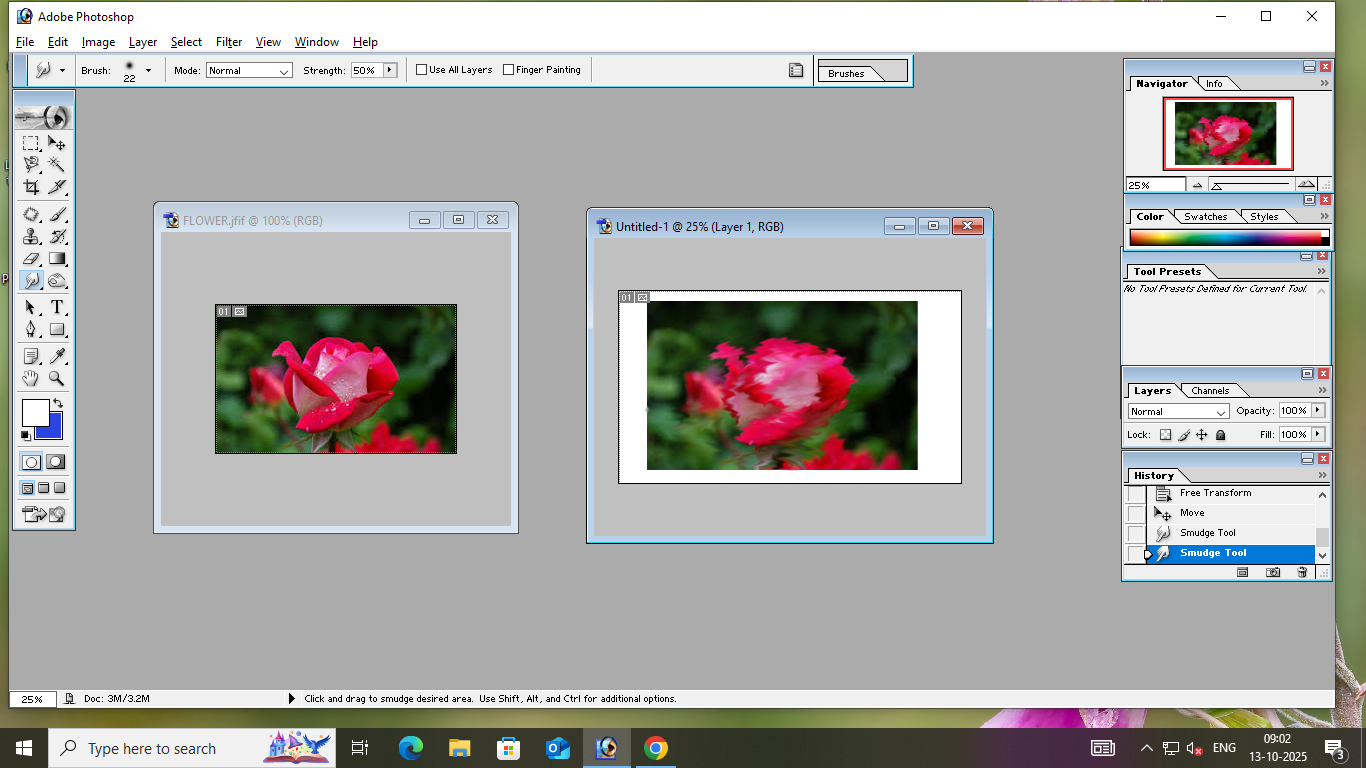 Adobe Photoshop
File Edit Image Layer Select Filter View Window Help
Brush: 22 Mode: Normal Strength: 50% Use All Layers Finger Painting Brushes
Navigator Info
25%
Color Swatches Styles
Tool Presets
No Tool Presets Defined for Current Tool.
Layers Channels
Normal Opacity: 100%
Lock: Fill: 100%
History
Free Transform
Move
Smudge Tool
Smudge Tool
FLOWER.jfif @ 100% (RGB)
01
Untitled-1 @ 25% (Layer 1, RGB)
01
T
25% Doc: 3M/3.2M Click and drag to smudge desired area. Use Shift, Alt, and Ctrl for additional options.
Type here to search
ENG
09:02
13-10-2025
3